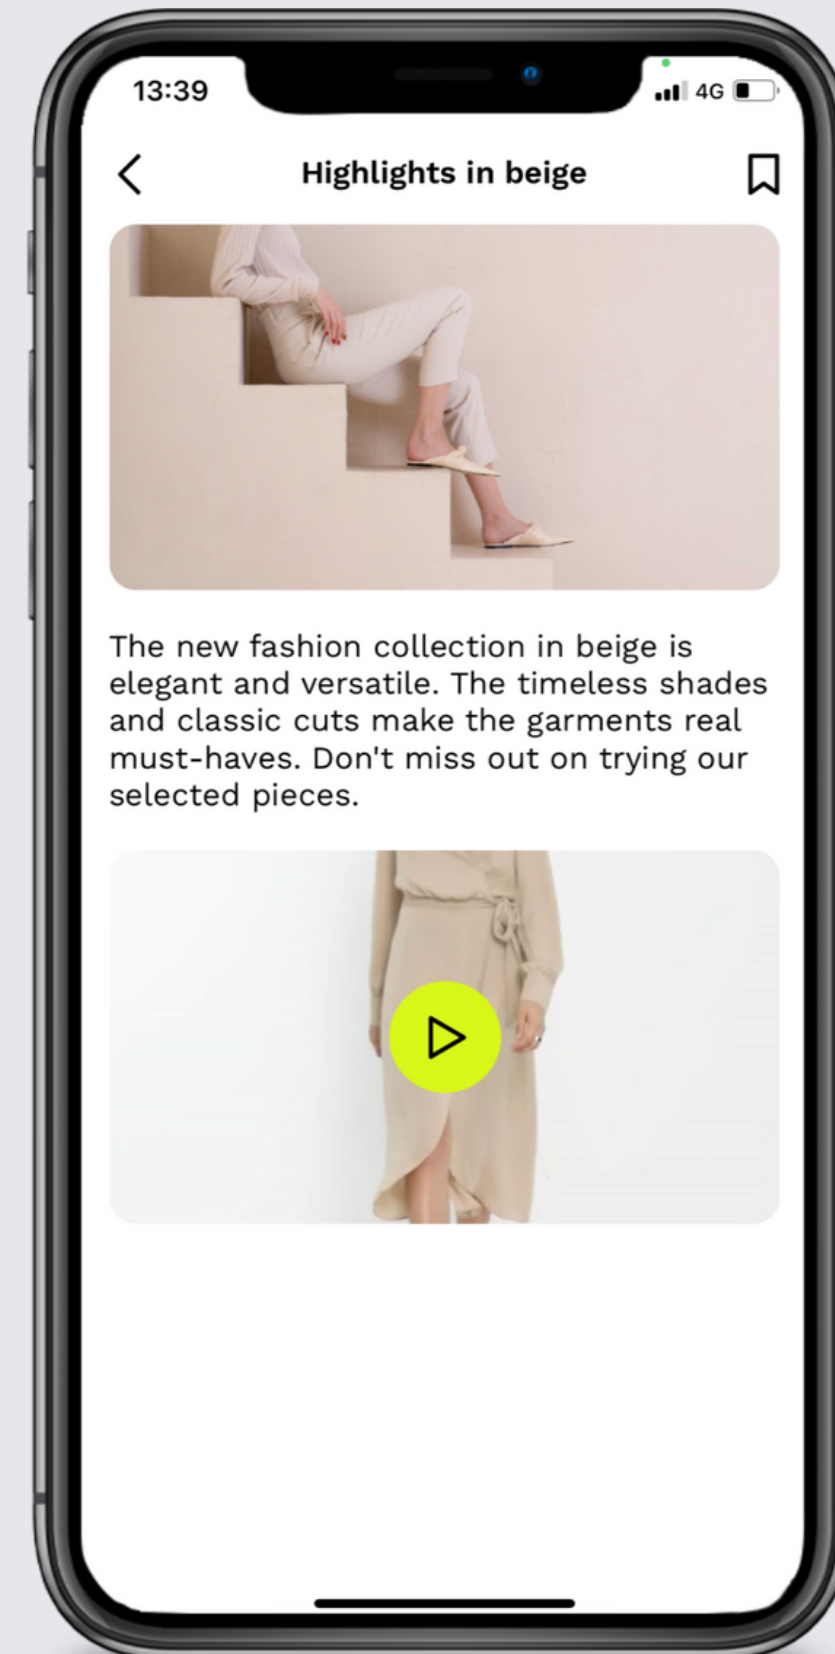 13:39
4G
Highlights in beige
The new fashion collection in beige is
elegant and versatile. The timeless shades
and classic cuts make the garments real
must-haves. Don't miss out on trying our
selected pieces.